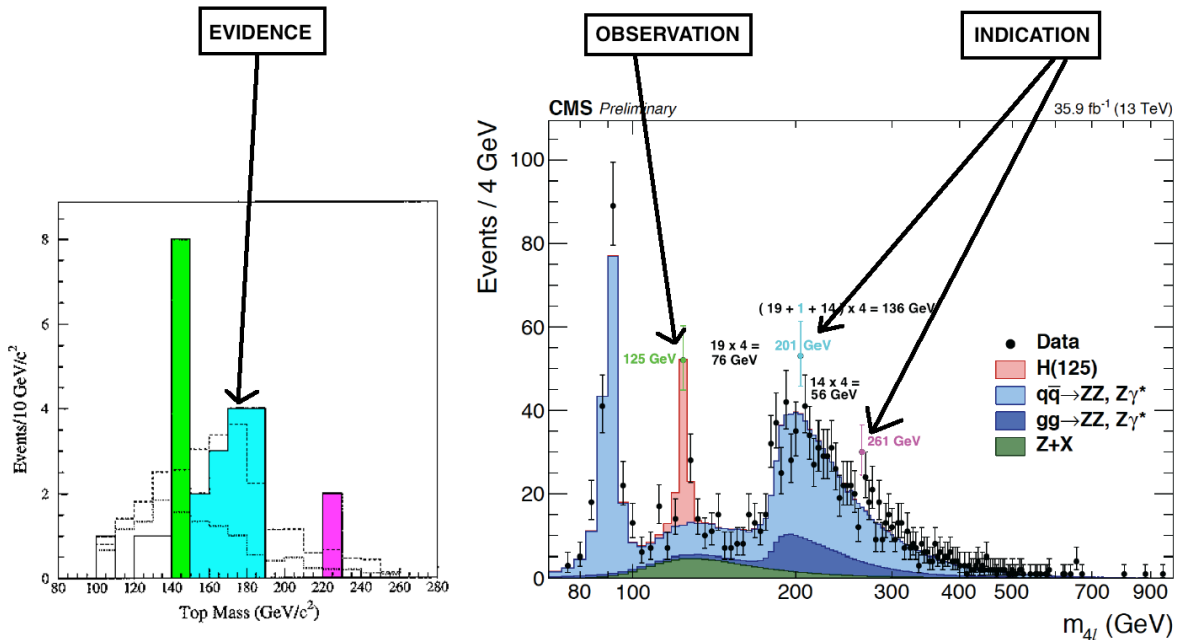 EVIDENCE
OBSERVATION
INDICATION
Events/10 GeV/c²
8
6
4
2
0
80 100 120 140 160 180 200 220 240 260 280
Top Mass (GeV/c²)
CMS Preliminary
35.9 fb⁻¹ (13 TeV)
Events / 4 GeV
100
80
60
40
20
0
( 19 + 1 + 14 ) x 4 = 136 GeV
125 GeV
19 x 4 =
76 GeV
201 GeV
14 x 4 =
56 GeV
261 GeV
Data
H(125)
qq̄→ZZ, Zγ*
gg→ZZ, Zγ*
Z+X
80 100 200 300 400 500 700 900
m4l (GeV)